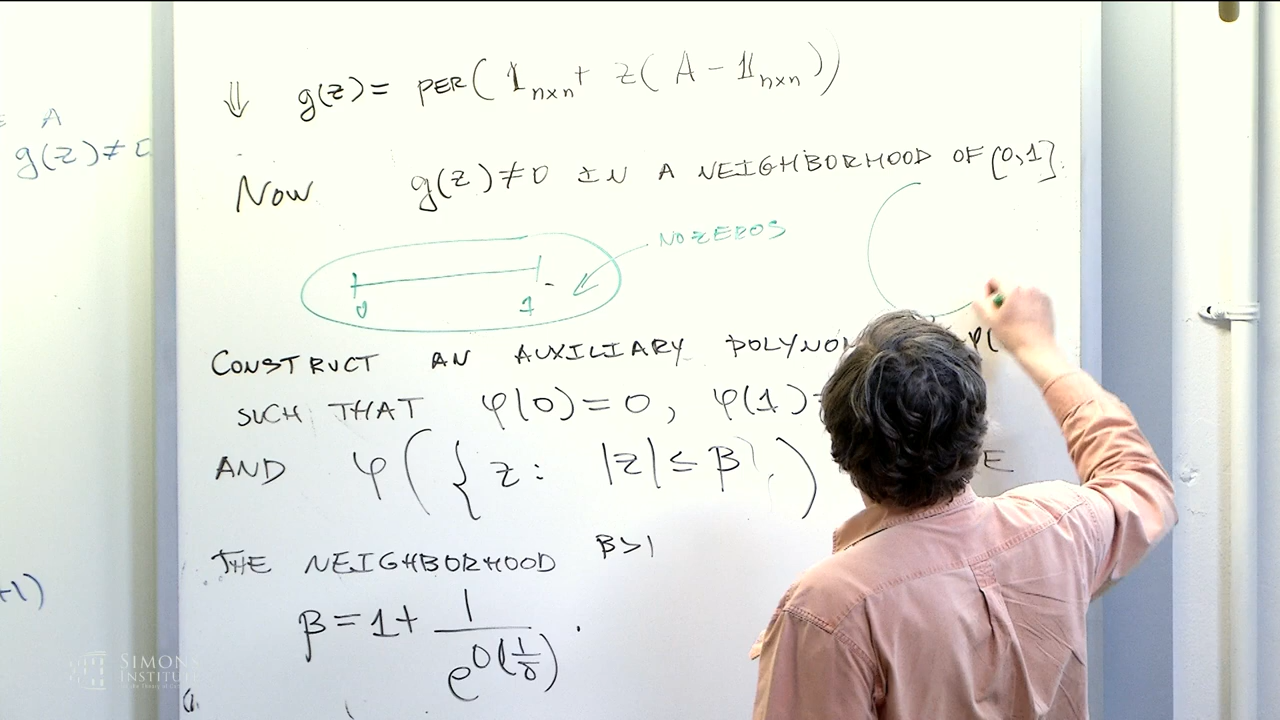 ⇓ g(z) = PER( 𝟙n×n + z( A − 𝟙n×n ))
A
g(z) ≠ 0
NOW g(z) ≠ 0 IN A NEIGHBORHOOD OF [0,1].
NO ZEROS
0 1
CONSTRUCT AN AUXILIARY φ(
SUCH THAT φ(0) = 0, φ(1) =
AND φ( { z : |z| ≤ β } )
THE NEIGHBORHOOD β > 1
+1)
β = 1 + 1/e^{O(1/δ)} .
SIMONS
INSTITUTE